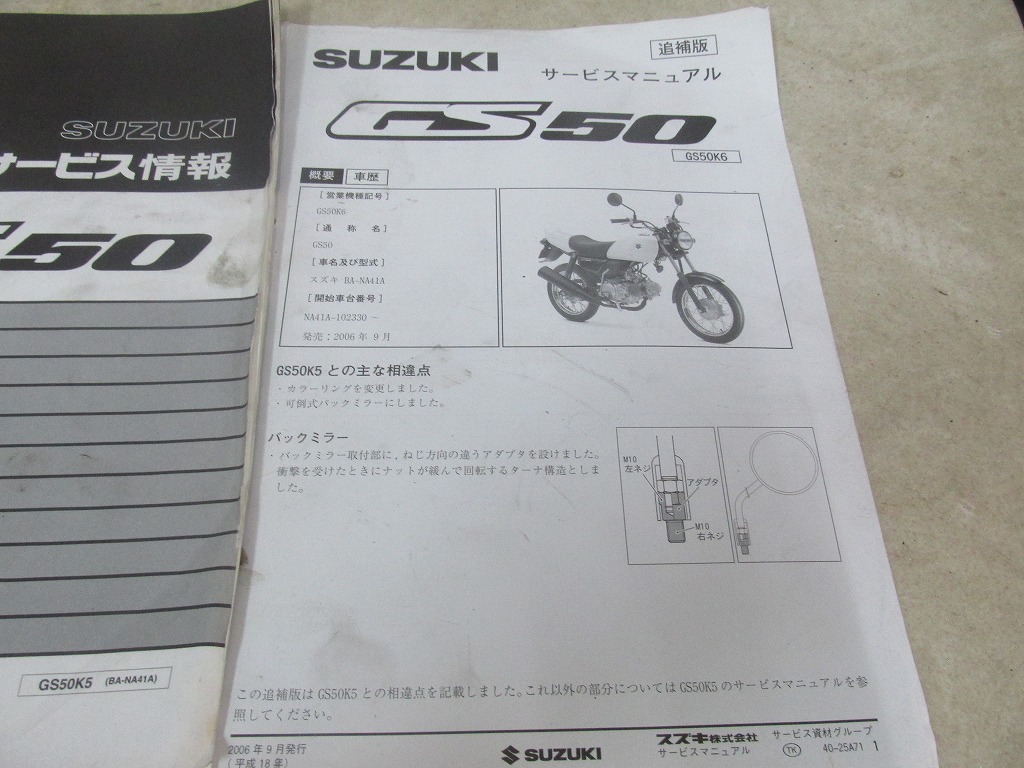 SUZUKI
サービス情報
50
GS50K5 (BA-NA41A)
SUZUKI
追補版
サービスマニュアル
GS50
GS50K6
概要 車歴
[営業機種記号]
GS50K6
[通 称 名]
GS50
[車名及び型式]
スズキ BA-NA41A
[開始車台番号]
NA41A-102330 ~
発売:2006 年 9 月
GS50K5 との主な相違点
・カラーリングを変更しました。
・可倒式バックミラーにしました。
バックミラー
・バックミラー取付部に,ねじ方向の違うアダプタを設けました。
衝撃を受けたときにナットが緩んで回転するターナ構造としま
した。
M10
左ネジ
アダプタ
M10
右ネジ
この追補版は GS50K5 との相違点を記載しました。これ以外の部分については GS50K5 のサービスマニュアルを参
照してください。
2006 年 9 月発行
(平成 18 年)
SUZUKI
スズキ株式会社 サービス資材グループ
サービスマニュアル TK 40-25A71 1